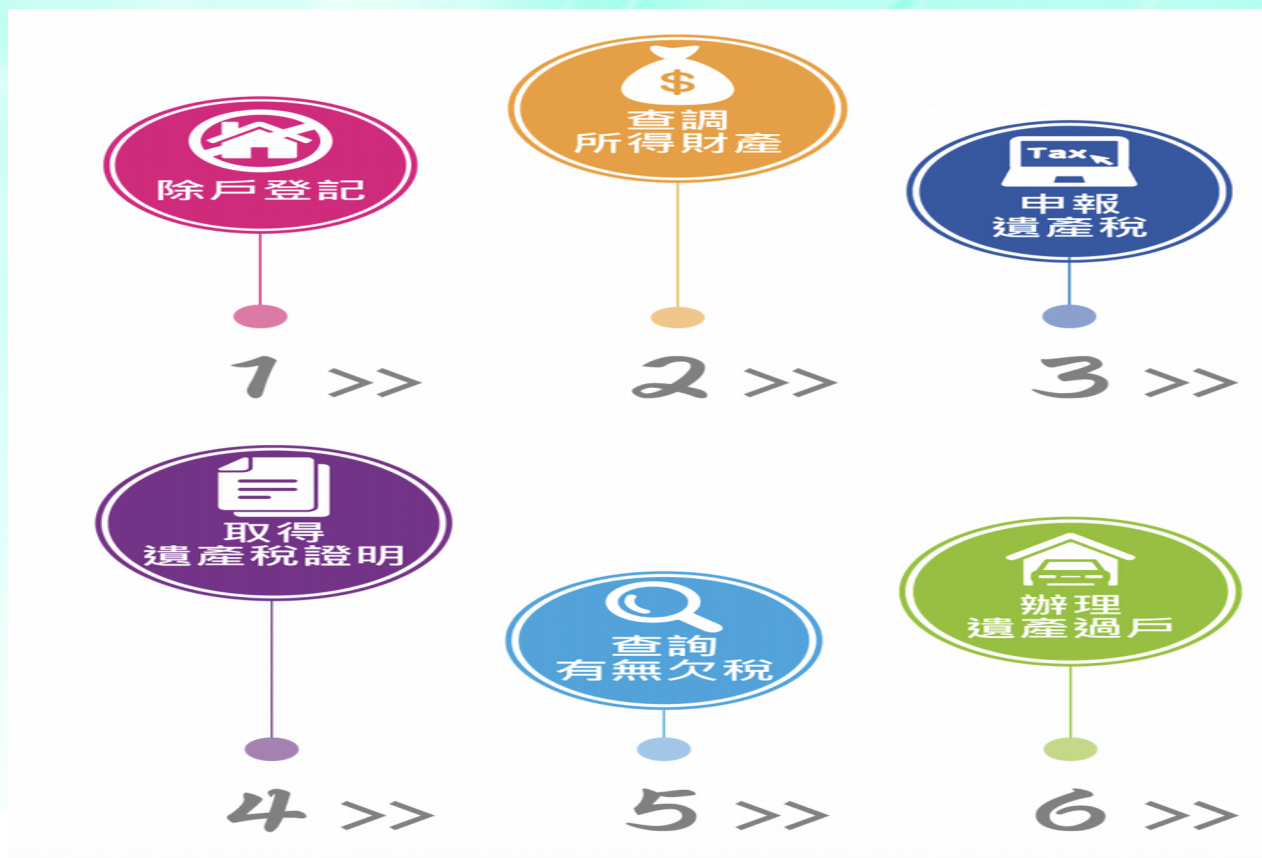 除戶登記
1 >>
$
查調
所得財產
2 >>
Tax
申報
遺產稅
3 >>
取得
遺產稅證明
4 >>
查詢
有無欠稅
5 >>
辦理
遺產過戶
6 >>